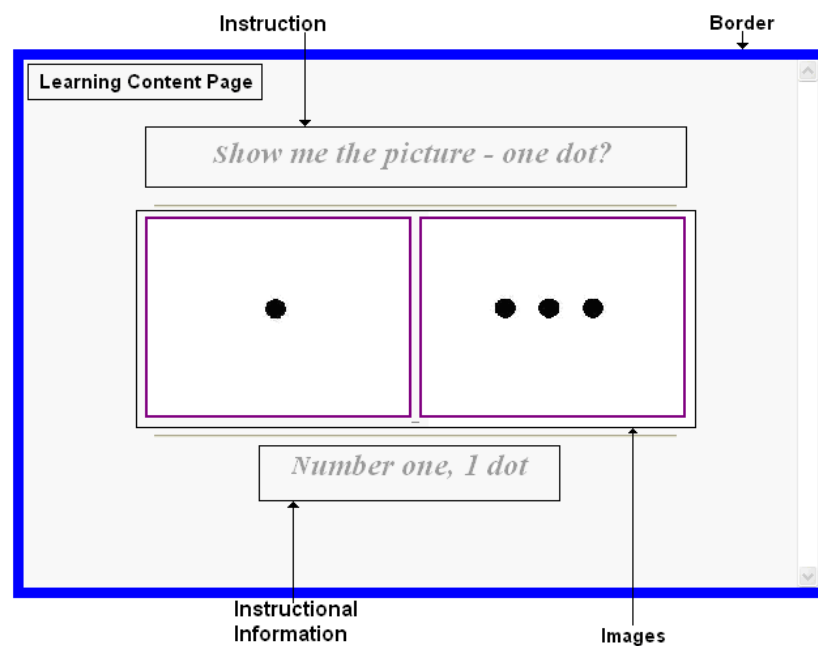 Instruction
Border
Learning Content Page
Show me the picture - one dot?
Number one, 1 dot
Instructional
Information
Images